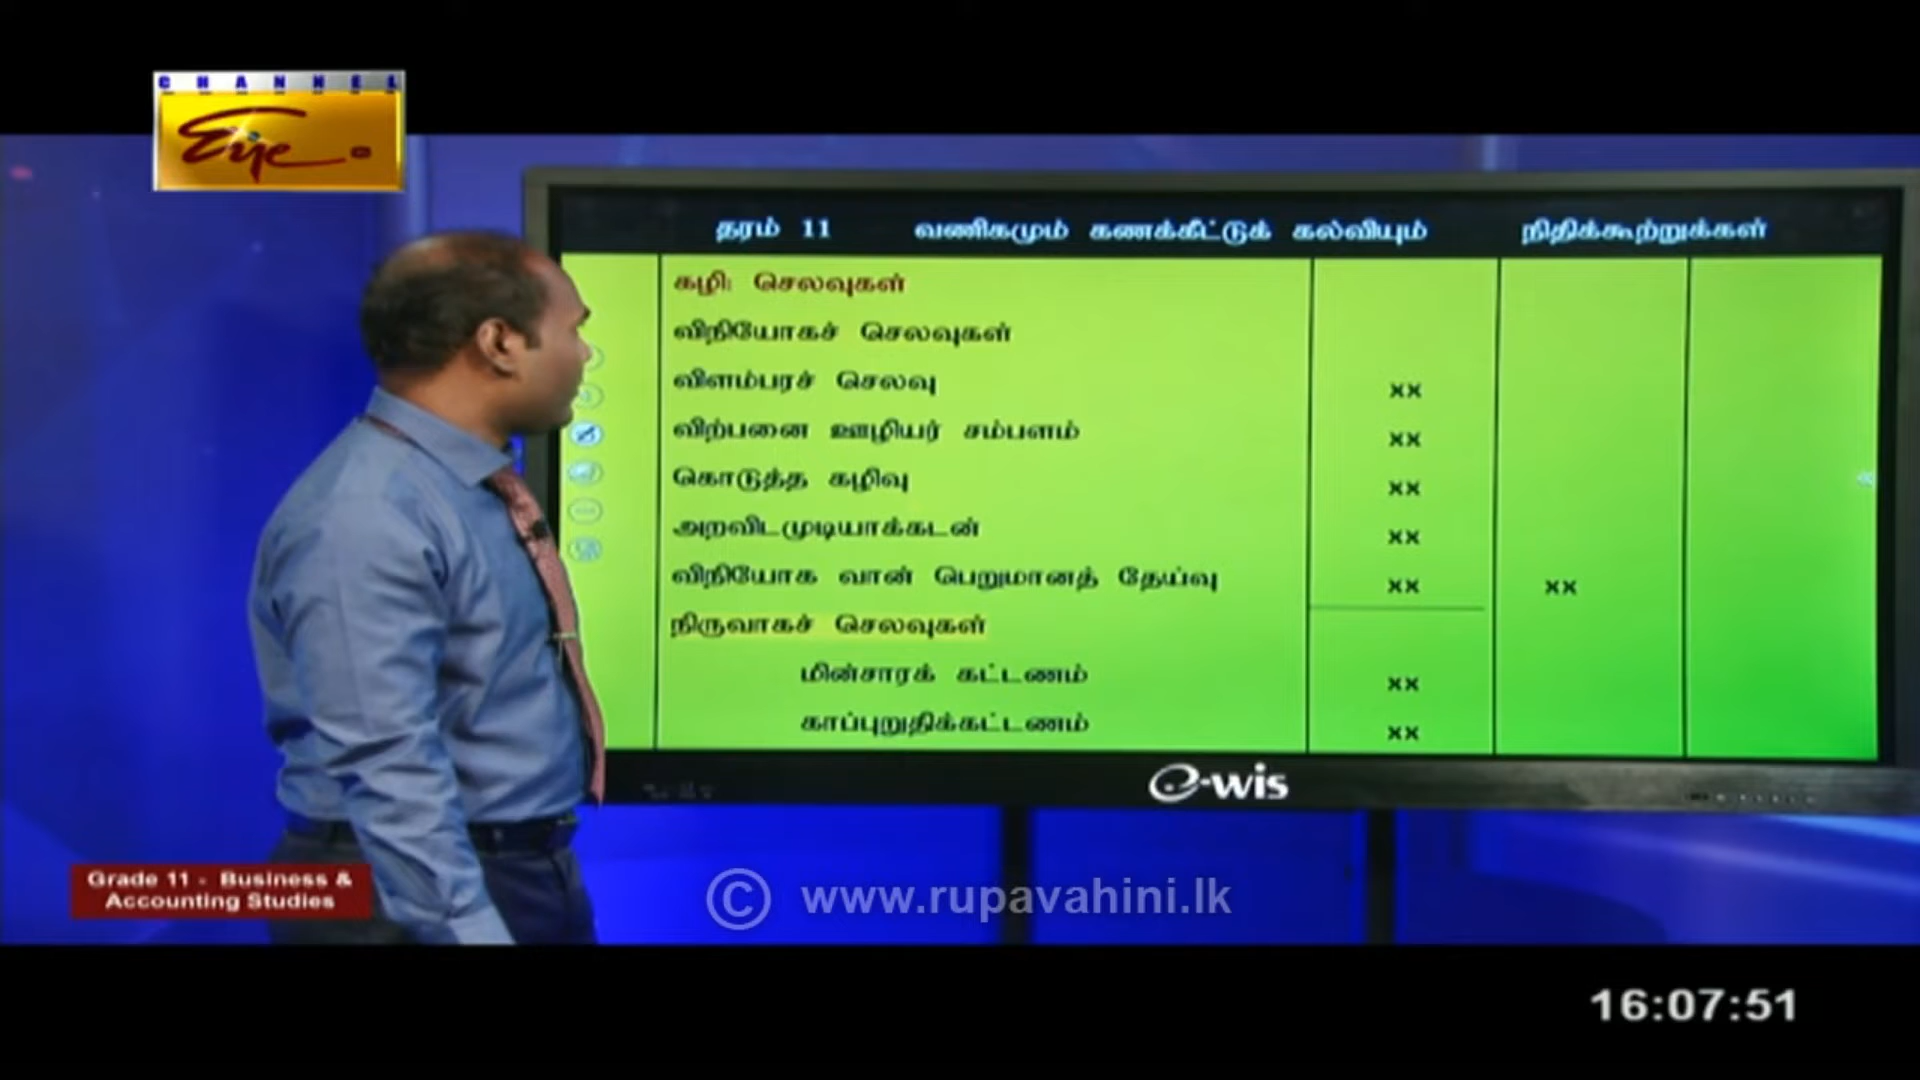 CHANNEL
Eye
தரம் 11 வணிகமும் கணக்கீட்டுக் கல்வியும் நிதிக்கூற்றுக்கள்
கழி: செலவுகள்
விநியோகச் செலவுகள்
விளம்பரச் செலவு xx
விற்பனை ஊழியர் சம்பளம் xx
கொடுத்த கழிவு xx
அறவிடமுடியாக்கடன் xx
விநியோக வான் பெறுமானத் தேய்வு xx xx
நிருவாகச் செலவுகள்
மின்சாரக் கட்டணம் xx
காப்புறுதிக்கட்டணம் xx
e-wis
Grade 11 - Business &
Accounting Studies
© www.rupavahini.lk
16:07:51